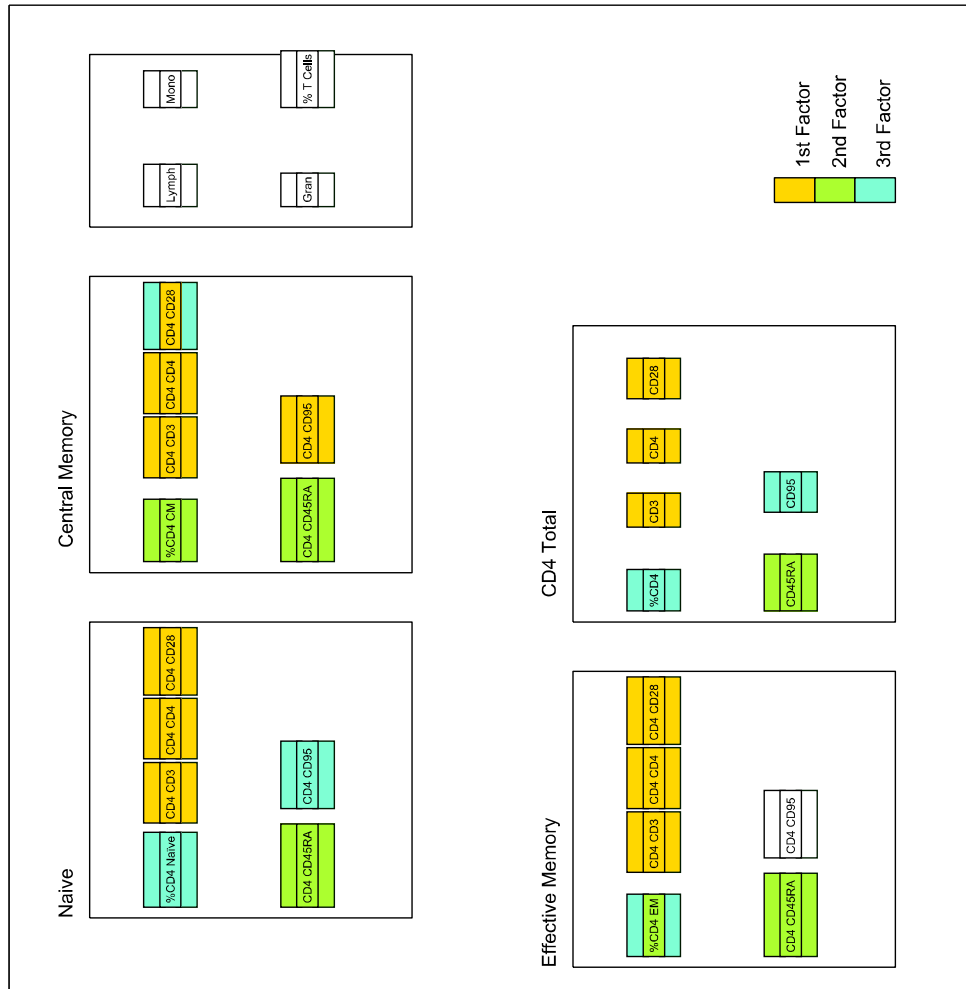 Naive
%CD4 Naïve
CD4 CD3
CD4 CD4
CD4 CD28
CD4 CD45RA
CD4 CD95
Central Memory
%CD4 CM
CD4 CD3
CD4 CD4
CD4 CD28
CD4 CD45RA
CD4 CD95
Lymph
Mono
Gran
% T Cells
Effective Memory
%CD4 EM
CD4 CD3
CD4 CD4
CD4 CD28
CD4 CD45RA
CD4 CD95
CD4 Total
%CD4
CD3
CD4
CD28
CD45RA
CD95
1st Factor
2nd Factor
3rd Factor